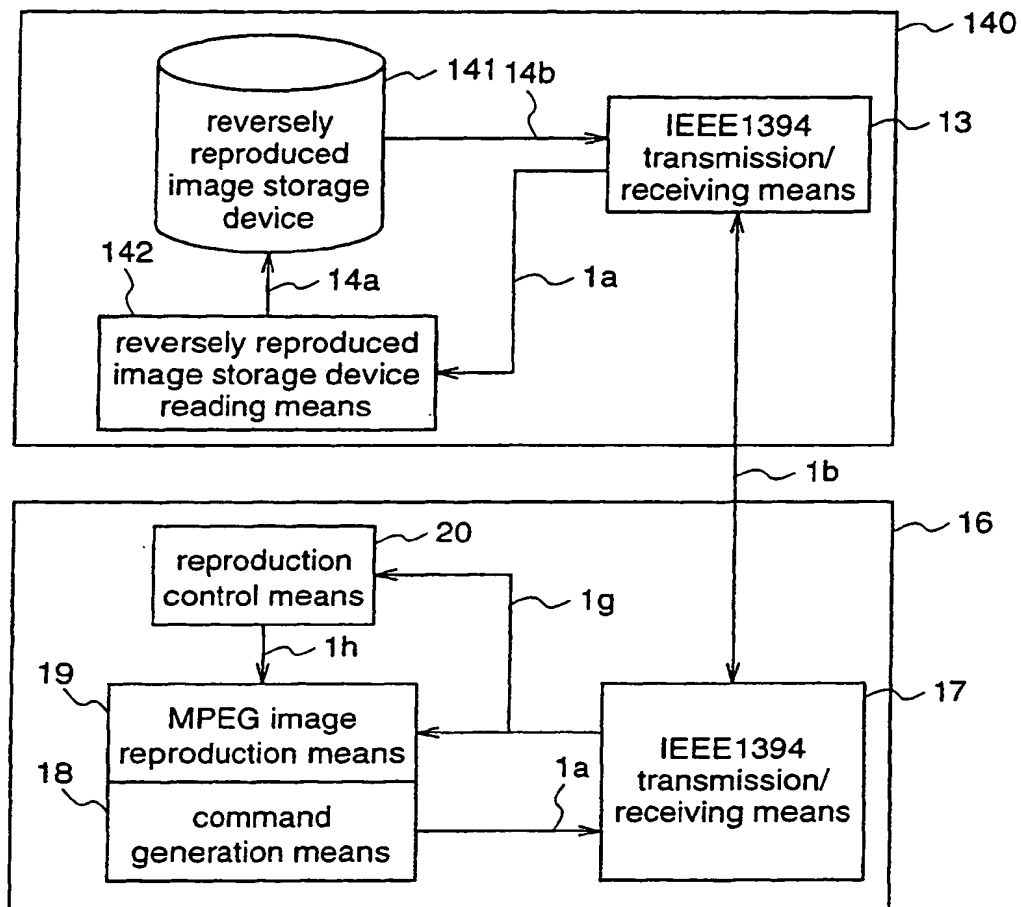 140
141
14b
reversely
reproduced
image storage
device
IEEE1394
transmission/
receiving means
13
142
14a
1a
reversely reproduced
image storage device
reading means
1b
16
20
reproduction
control means
1g
1h
19
MPEG image
reproduction means
17
IEEE1394
transmission/
receiving means
18
1a
command
generation means